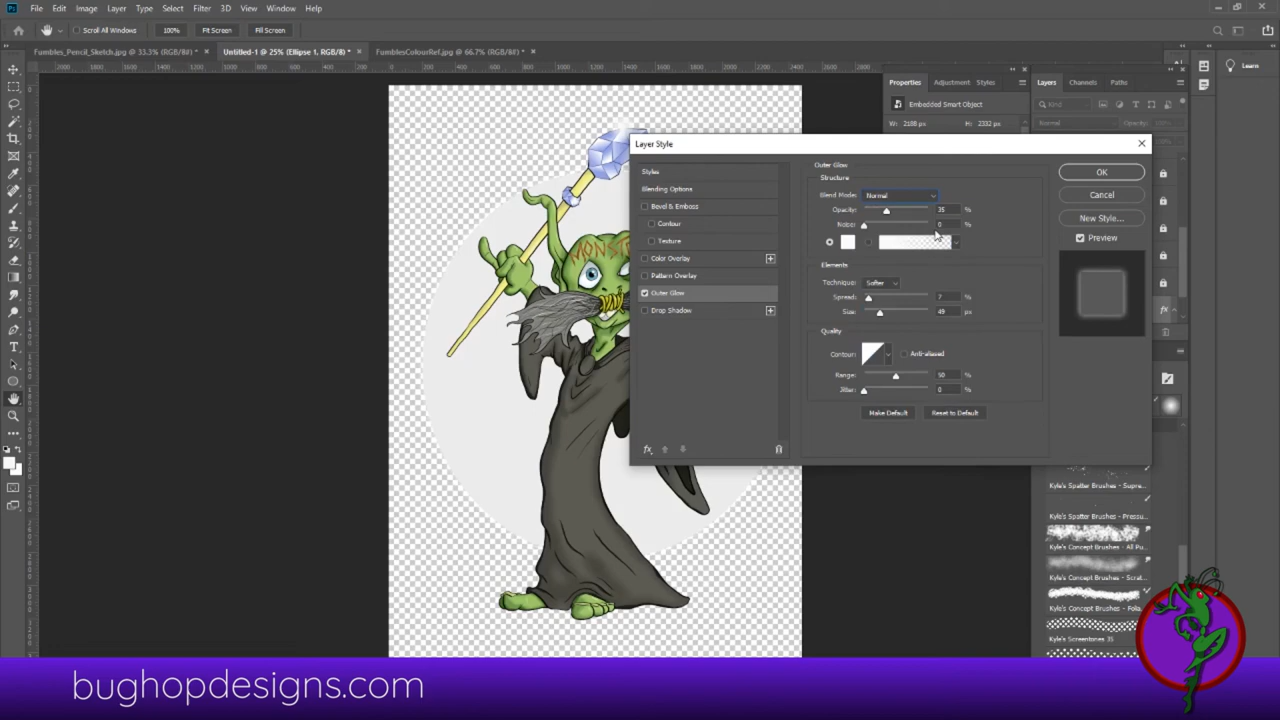 File Edit Image Layer Type Select Filter 3D View Window Help
Scroll All Windows 100% Fit Screen Fill Screen
Fumbles_Pencil_Sketch.jpg @ 33.3% (RGB/8#) * × Untitled-1 @ 25% (Ellipse 1, RGB/8) * × FumblesColourRef.jpg @ 66.7% (RGB/8#) * ×
Properties Adjustment Styles
Layers Channels Paths
Learn
Embedded Smart Object
W: 2188 px H: 2332 px
Kind
Normal Opacity:
Layer Style
Styles
Blending Options
Bevel & Emboss
Contour
Texture
Color Overlay
Pattern Overlay
Outer Glow
Drop Shadow
fx
Outer Glow
Structure
Blend Mode: Normal
Opacity: 35 %
Noise: 0 %
Elements
Technique: Softer
Spread: 7 %
Size: 49 px
Quality
Contour: Anti-aliased
Range: 50 %
Jitter: 0 %
Make Default Reset to Default
OK
Cancel
New Style...
Preview
fx
Kyle's Spatter Brushes - Supre...
Kyle's Spatter Brushes - Pressu...
Kyle's Concept Brushes - All Pu...
Kyle's Concept Brushes - Scrat...
Kyle's Concept Brushes - Folia...
Kyle's Screentones 35
bughopdesigns.com